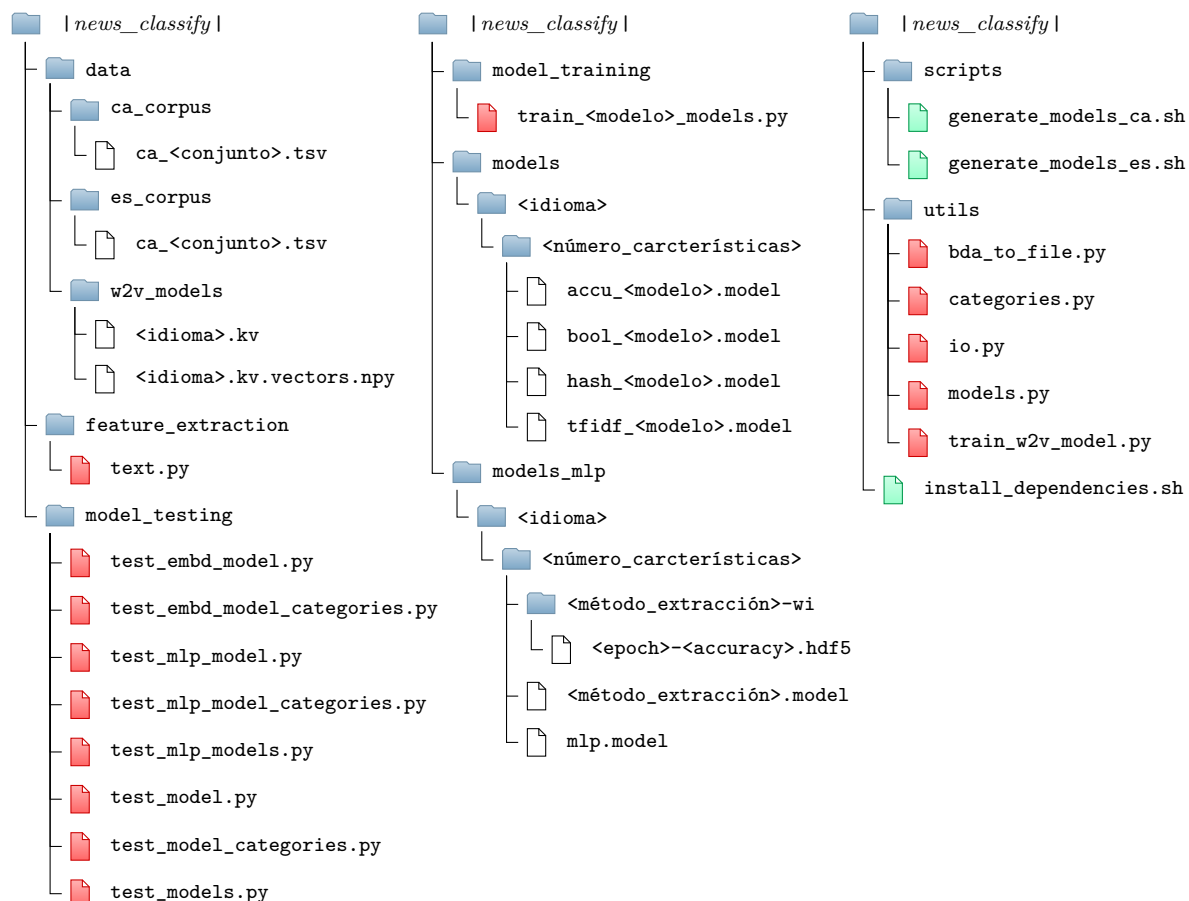 |news__classify|
data
ca_corpus
ca_<conjunto>.tsv
es_corpus
ca_<conjunto>.tsv
w2v_models
<idioma>.kv
<idioma>.kv.vectors.npy
feature_extraction
text.py
model_testing
test_embd_model.py
test_embd_model_categories.py
test_mlp_model.py
test_mlp_model_categories.py
test_mlp_models.py
test_model.py
test_model_categories.py
test_models.py
|news__classify|
model_training
train_<modelo>_models.py
models
<idioma>
<número_carcterísticas>
accu_<modelo>.model
bool_<modelo>.model
hash_<modelo>.model
tfidf_<modelo>.model
models_mlp
<idioma>
<número_carcterísticas>
<método_extracción>-wi
<epoch>-<accuracy>.hdf5
<método_extracción>.model
mlp.model
|news__classify|
scripts
generate_models_ca.sh
generate_models_es.sh
utils
bda_to_file.py
categories.py
io.py
models.py
train_w2v_model.py
install_dependencies.sh